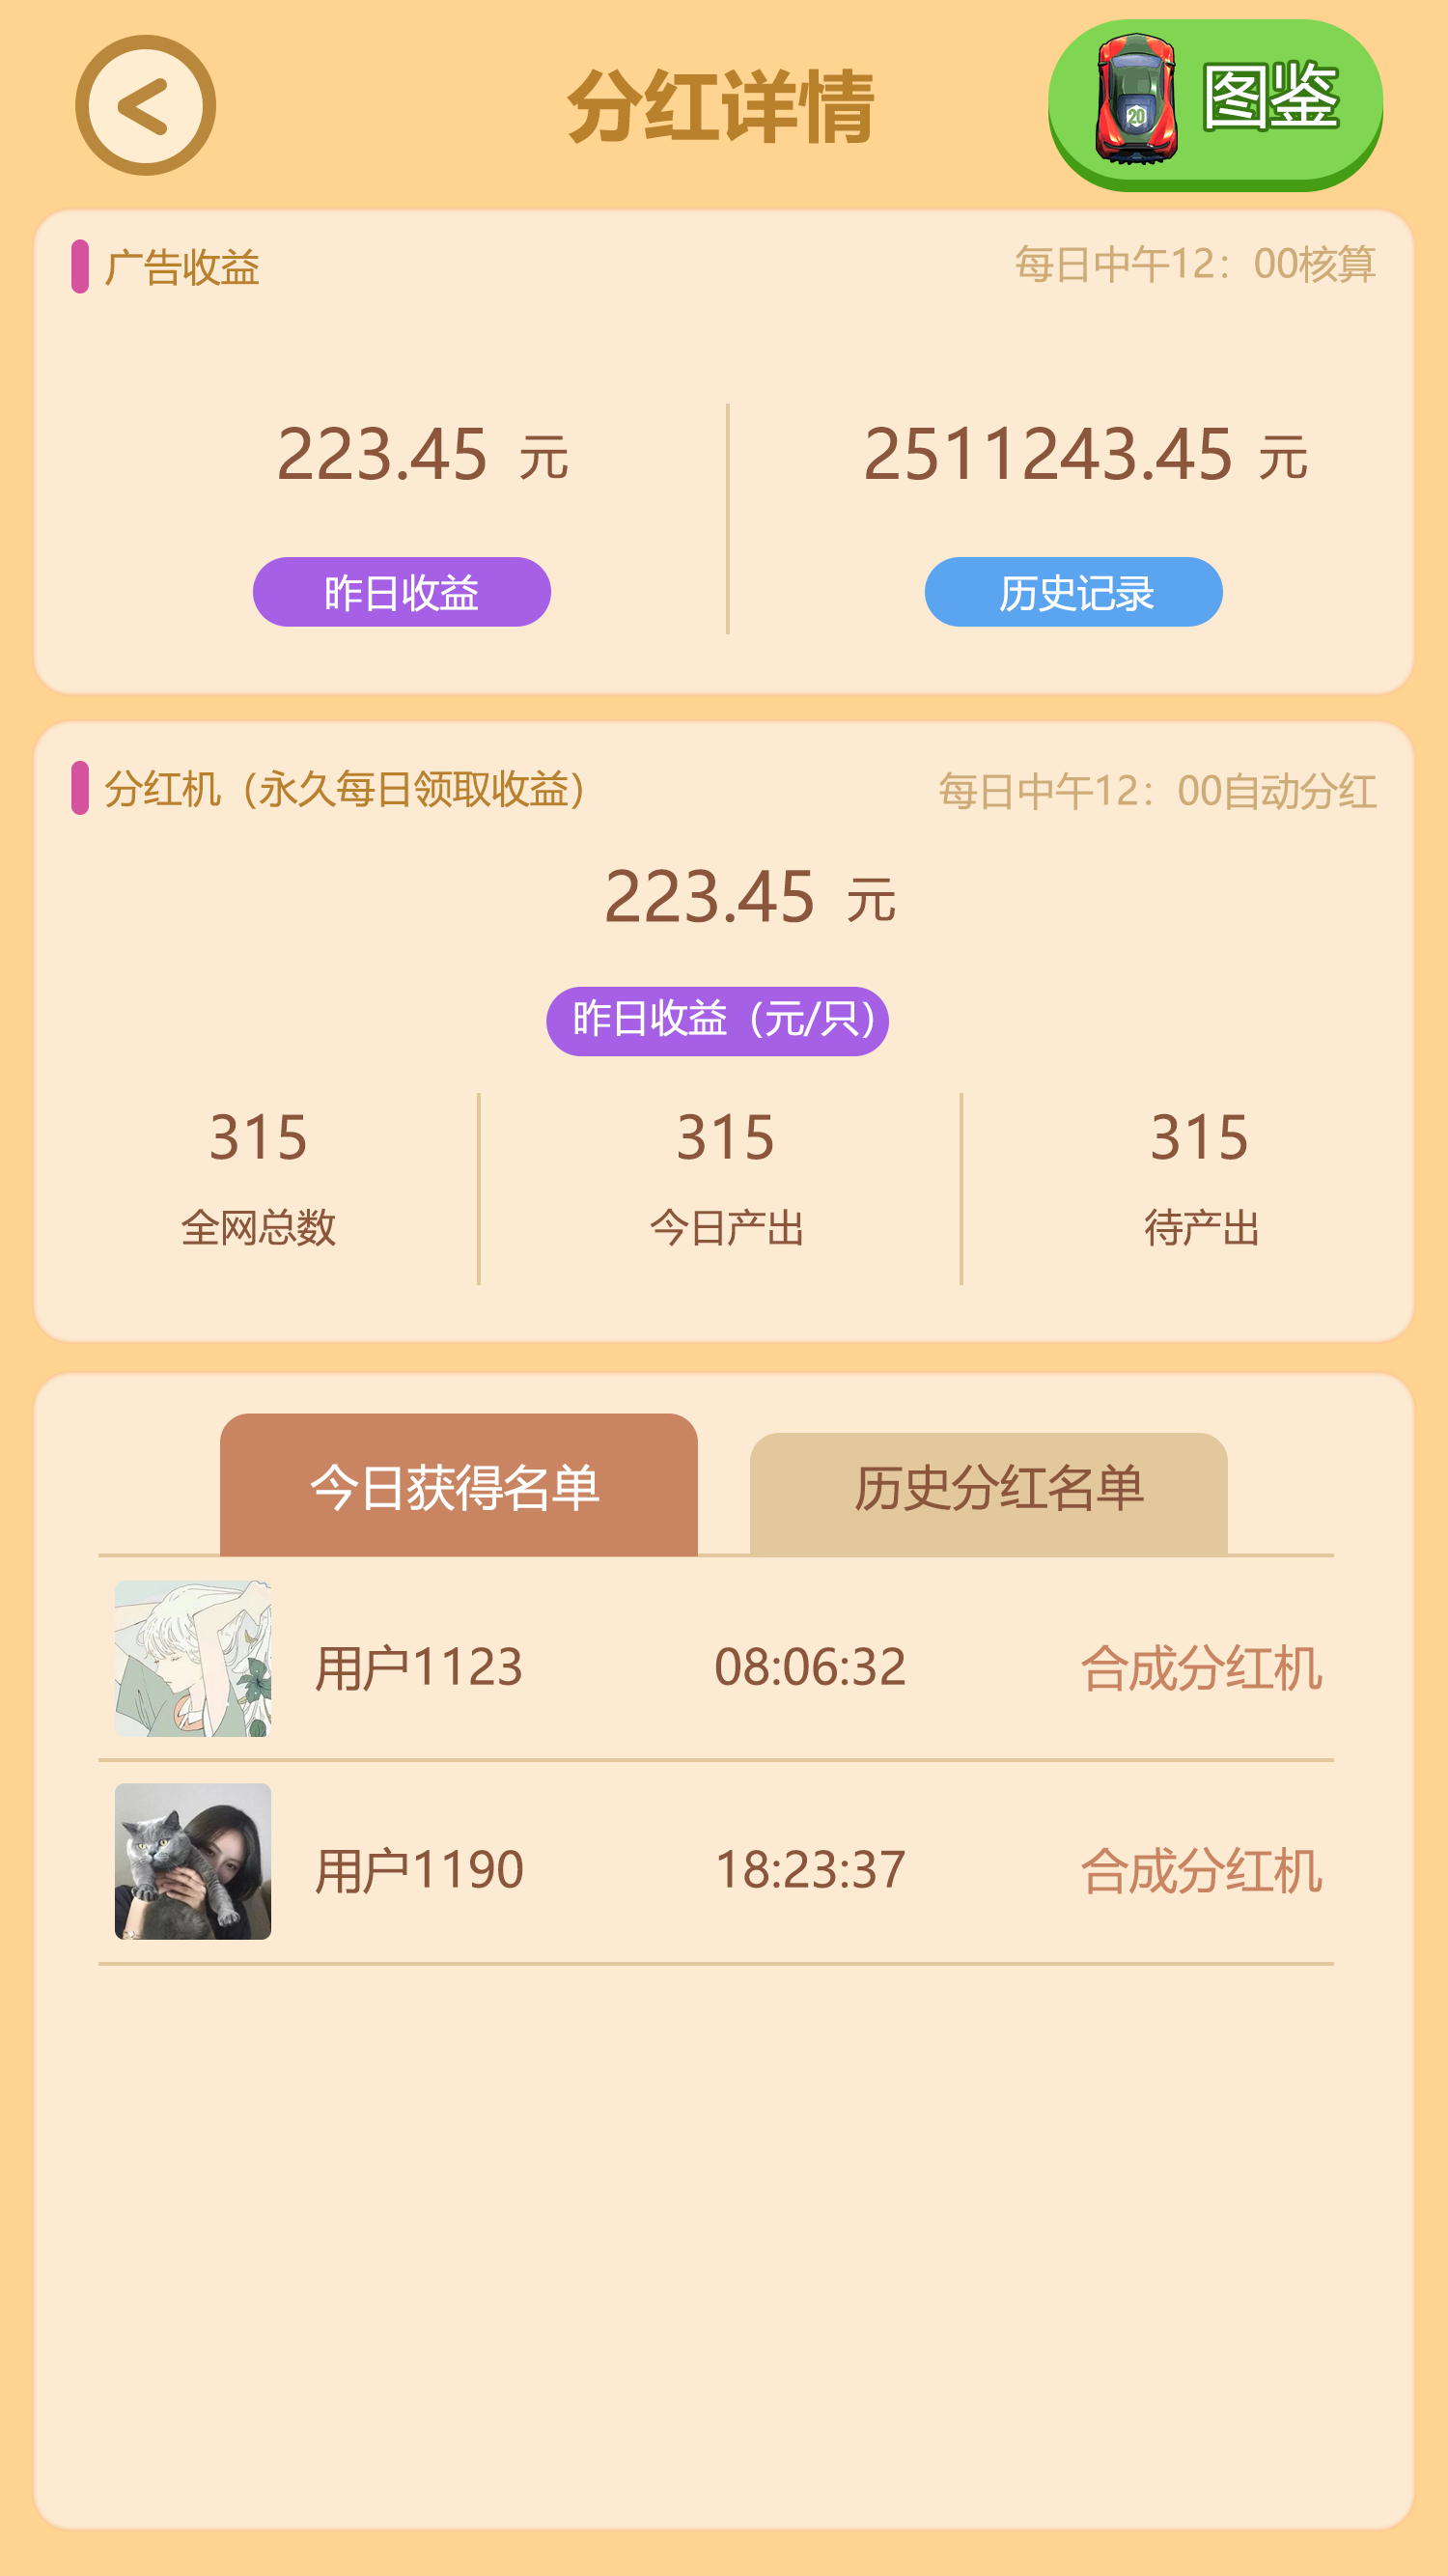 分红详情
20
图鉴
广告收益
每日中午12：00核算
223.45 元
2511243.45 元
昨日收益
历史记录
分红机（永久每日领取收益）
每日中午12：00自动分红
223.45 元
昨日收益（元/只）
315
315
315
全网总数
今日产出
待产出
今日获得名单
历史分红名单
用户1123
08:06:32
合成分红机
用户1190
18:23:37
合成分红机